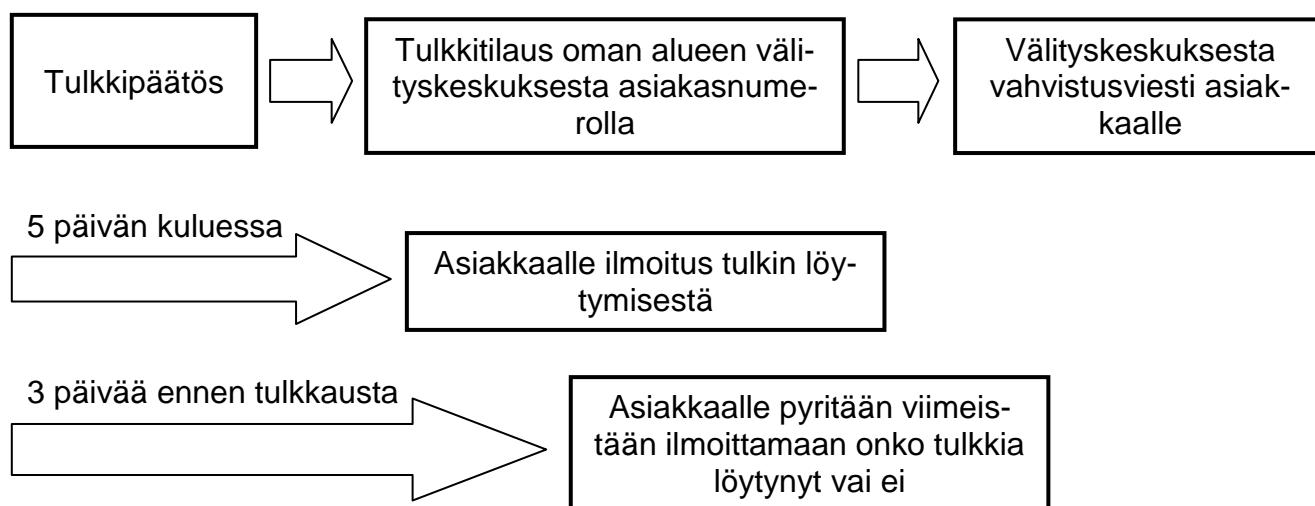 Tulkkipäätös
Tulkkitilaus oman alueen väli-
tyskeskuksesta asiakasnume-
rolla
Välityskeskuksesta
vahvistusviesti asiak-
kaalle
5 päivän kuluessa
Asiakkaalle ilmoitus tulkin löy-
tymisestä
3 päivää ennen tulkkausta
Asiakkaalle pyritään viimeis-
tään ilmoittamaan onko tulkkia
löytynyt vai ei